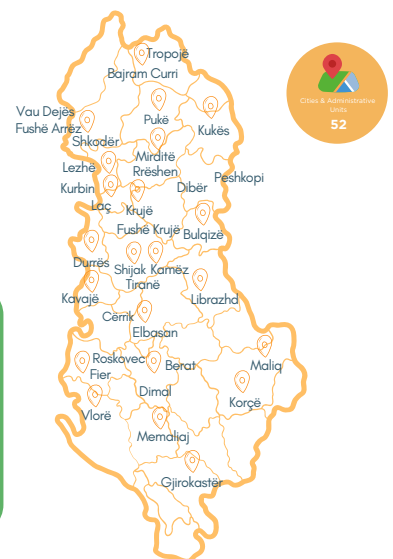 Tropojë
Bajram Curri
Cities & Administrative
Units
52
Vau Dejës
Fushë Arrëz
Pukë
Kukës
Shkodër
Mirditë
Rrëshen
Lezhë
Kurbin
Dibër
Peshkopi
Laç
Krujë
Fushë Krujë
Bulqizë
Durrës
Shijak
Kamëz
Tiranë
Kavajë
Librazhd
Cërrik
Elbasan
Roskovec
Fier
Berat
Maliq
Dimal
Korçë
Vlorë
Memaliaj
Gjirokastër